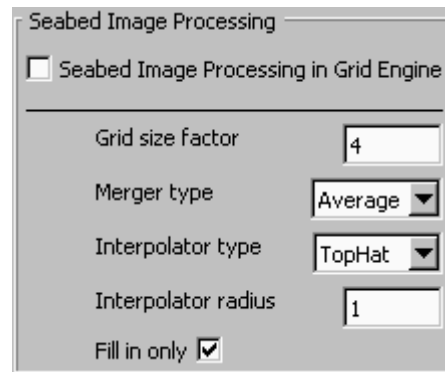 Seabed Image Processing
Seabed Image Processing in Grid Engine
Grid size factor 4
Merger type Average
Interpolator type TopHat
Interpolator radius 1
Fill in only